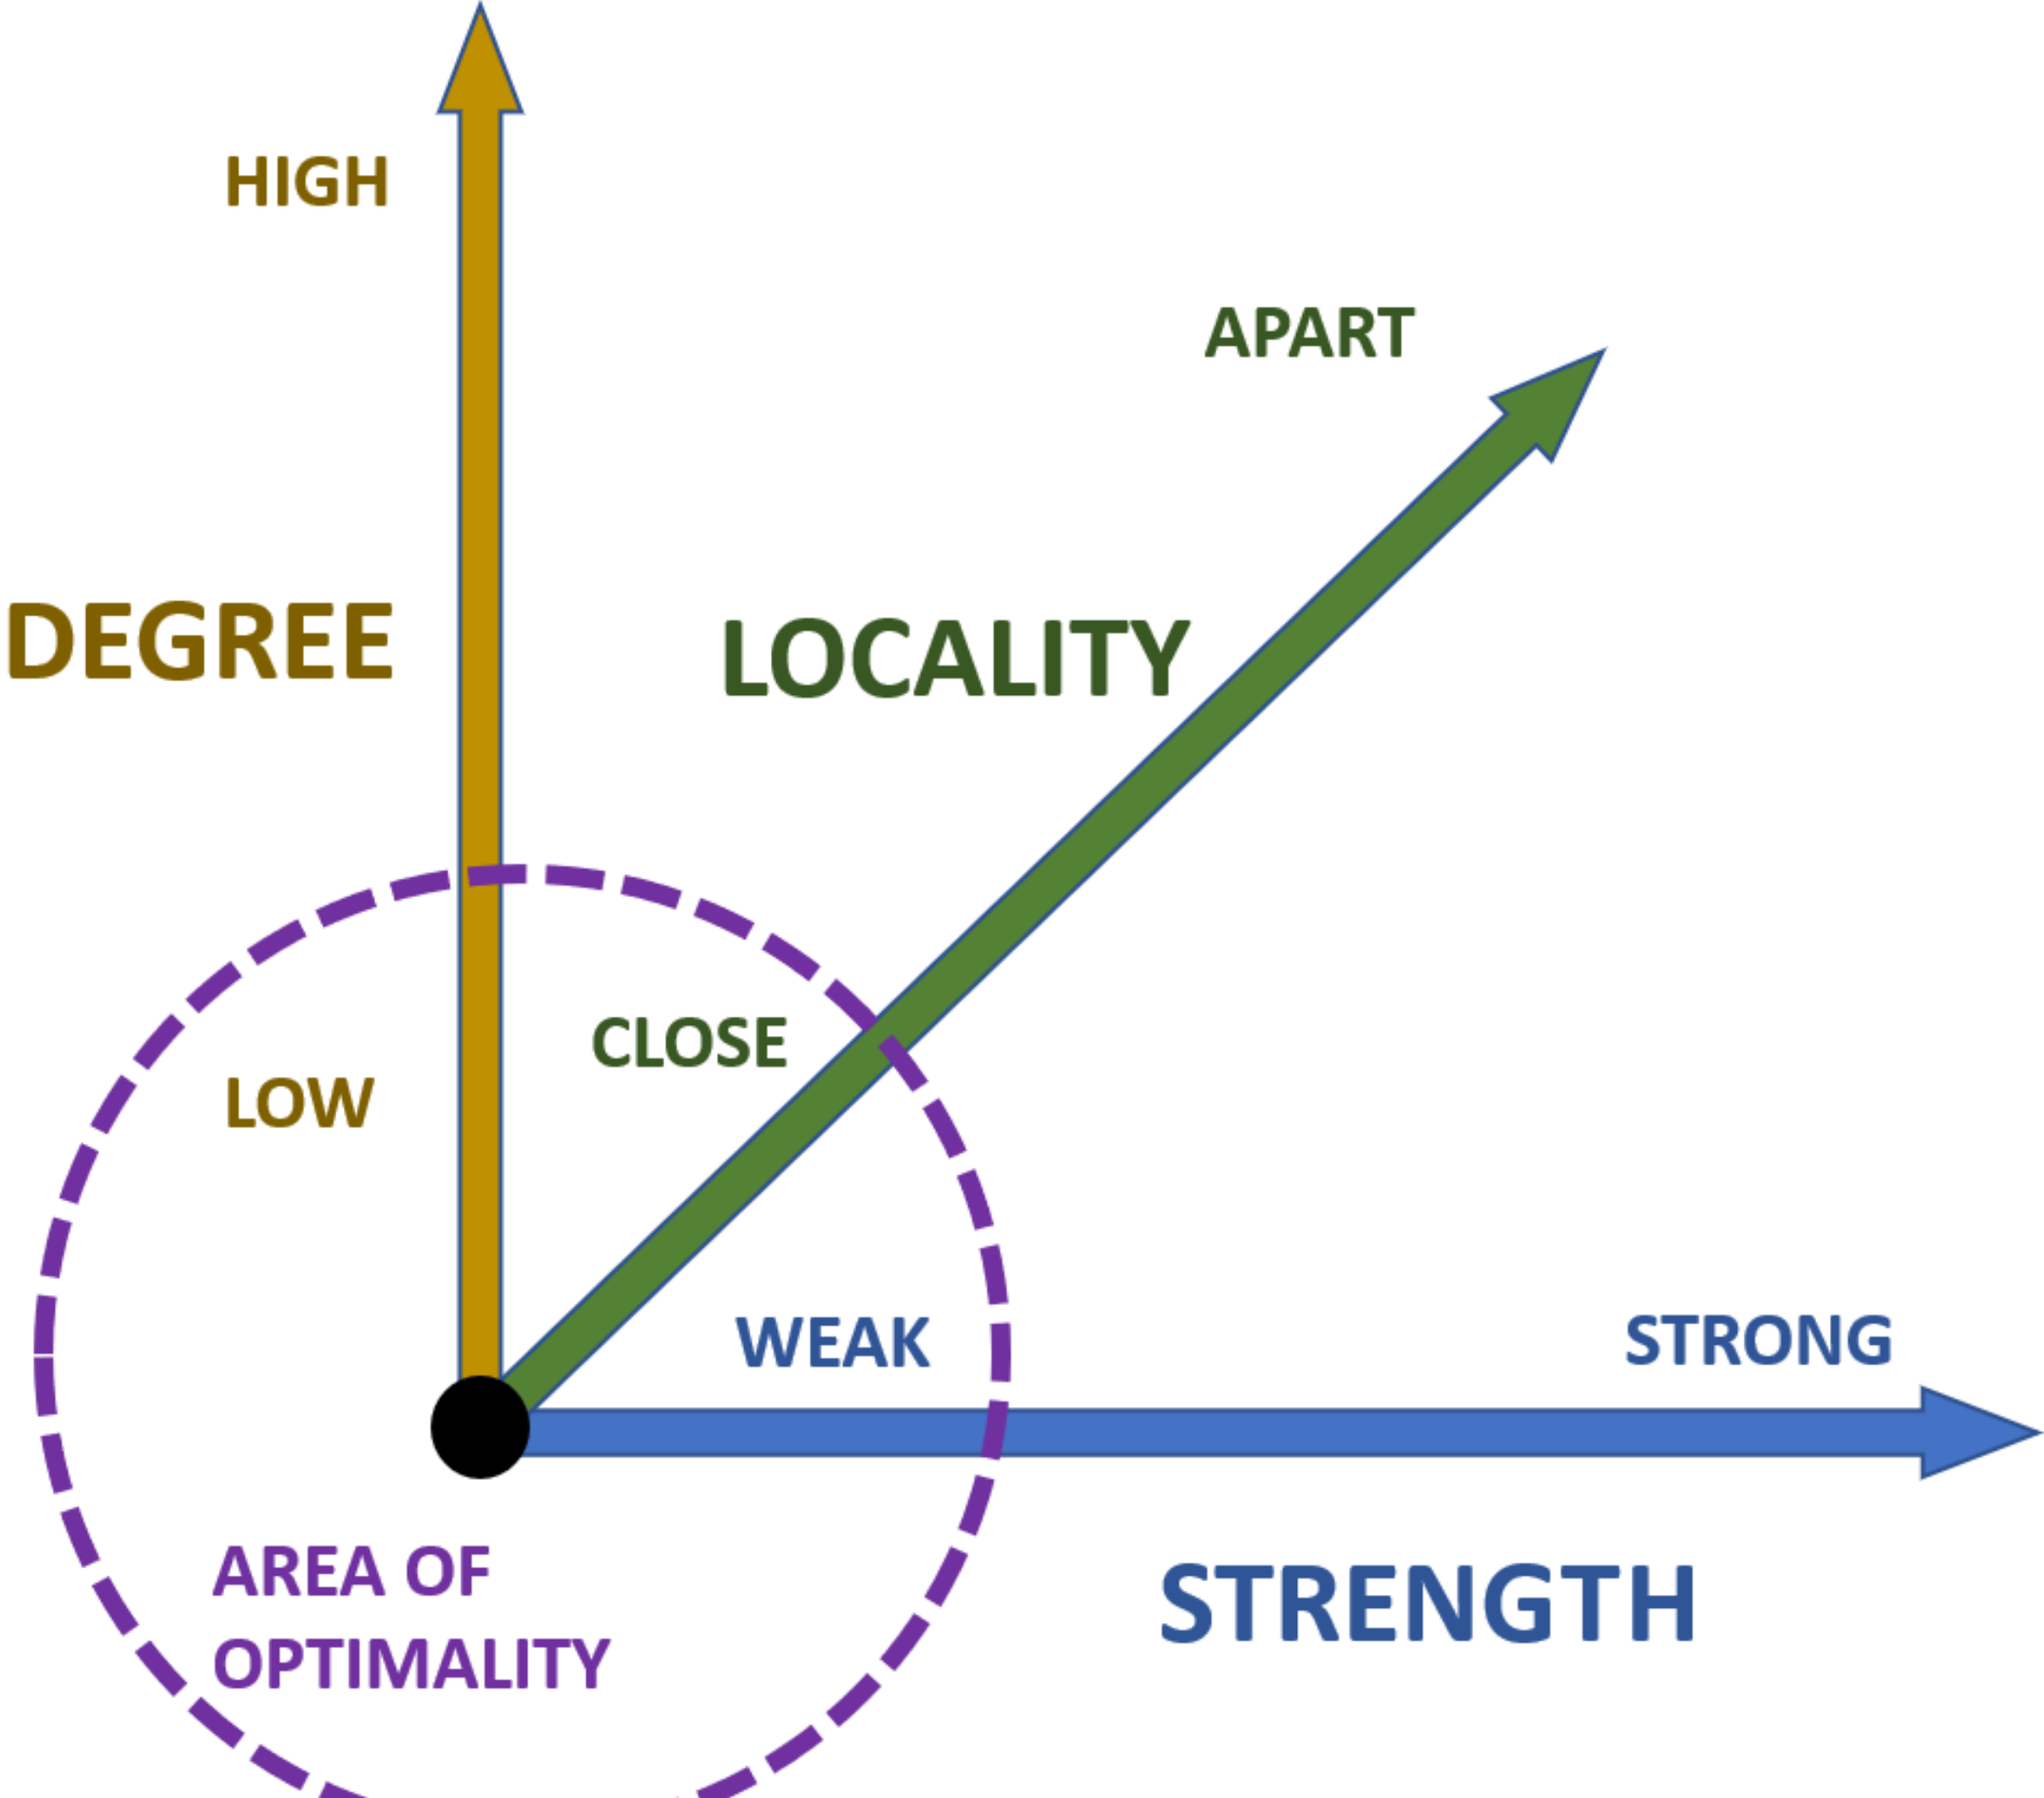 HIGH
APART
DEGREE
LOCALITY
CLOSE
LOW
WEAK
STRONG
AREA OF
OPTIMALITY
STRENGTH